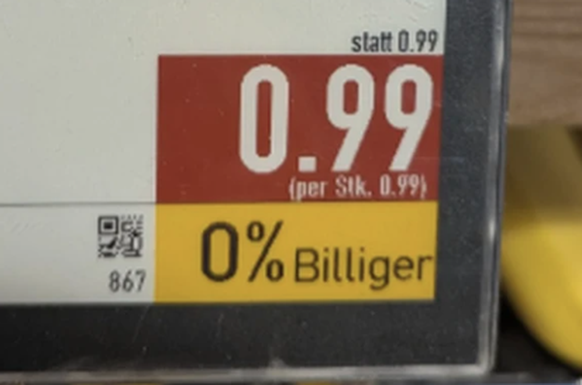 statt 0.99
0.99
(per Stk. 0.99)
0% Billiger
867